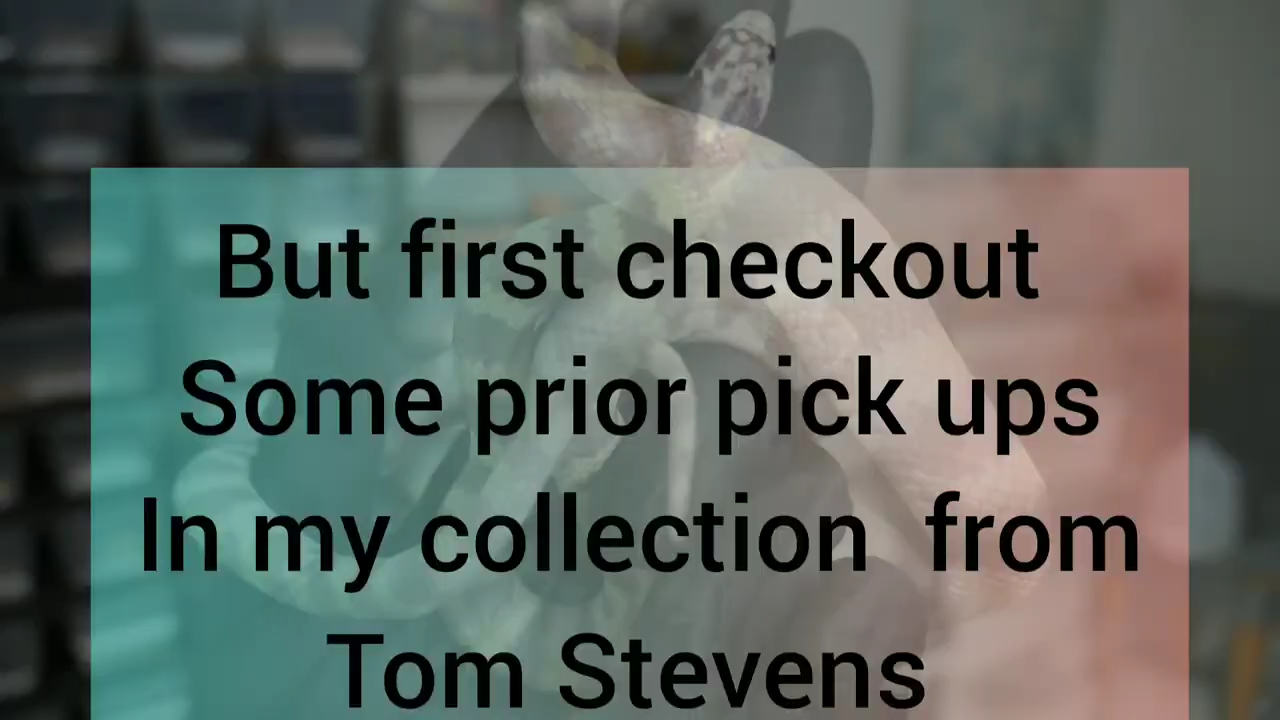 But first checkout
Some prior pick ups
In my collection  from
Tom Stevens